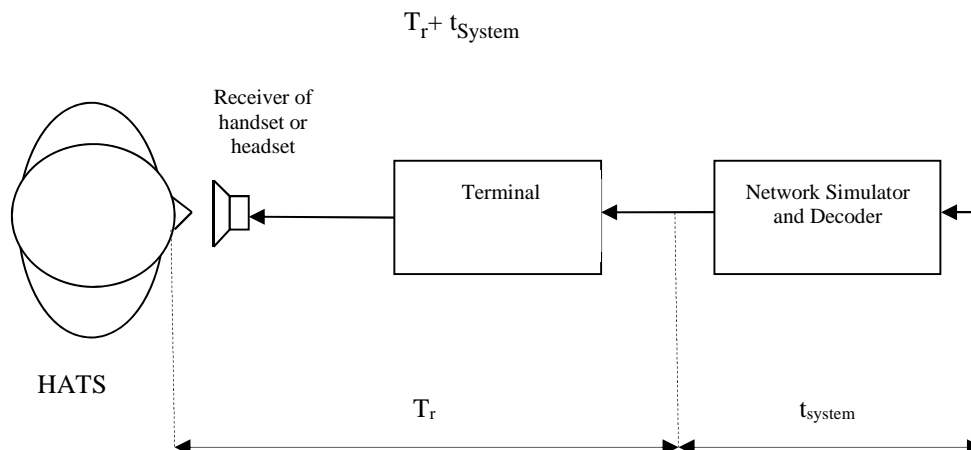 Tr+ tSystem
Receiver of
handset or
headset
Terminal
Network Simulator
and Decoder
HATS
Tr
tsystem